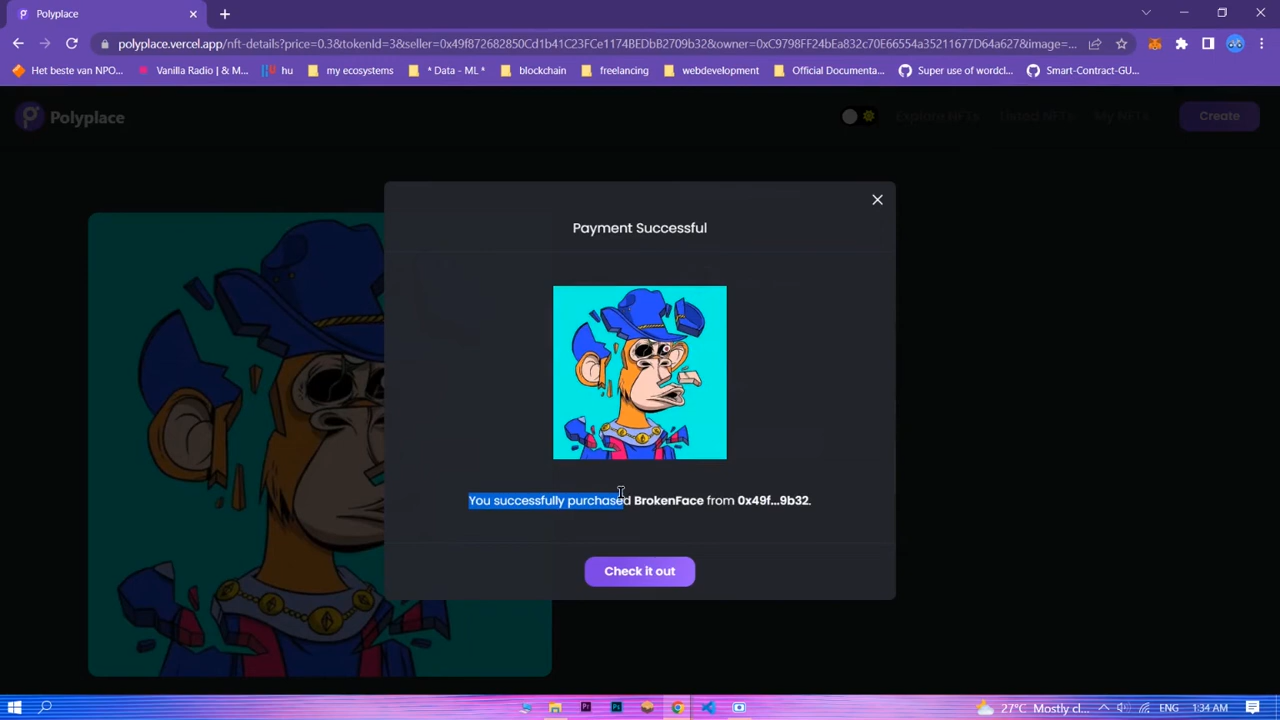 Polyplace
polyplace.vercel.app/nft-details?price=0.3&tokenId=3&seller=0x49f872682850Cd1b41C23FCe1174BEDbB2709b32&owner=0xC9798FF24bEa832c70E66554a35211677D64a627&image=...
Het beste van NPO...
Vanilla Radio | & M...
hu
my ecosystems
* Data - ML *
blockchain
freelancing
webdevelopment
Official Documenta...
Super use of wordcl...
Smart-Contract-GU...
Polyplace
Explore NFTs
Listed NFTs
My NFTs
Create
Payment Successful
You successfully purchased BrokenFace from 0x49f...9b32.
Check it out
27°C Mostly cl...
ENG
1:34 AM